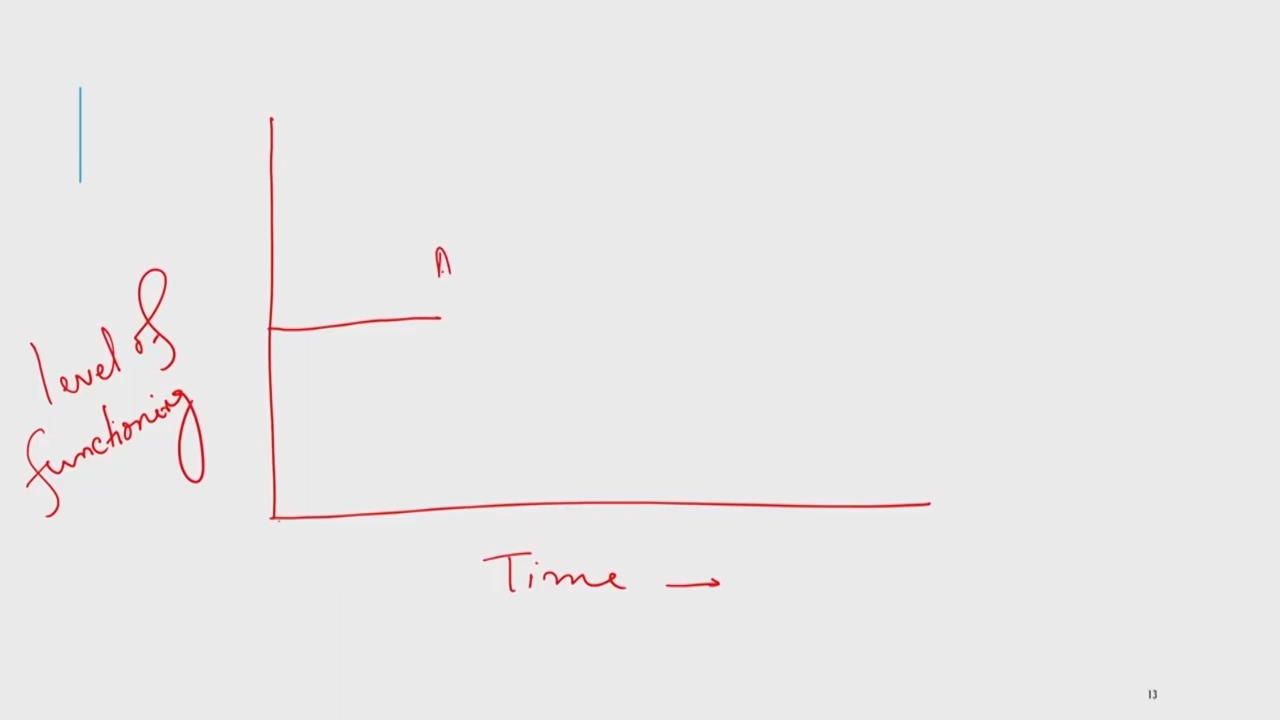 A
level of
functioning
Time →
13